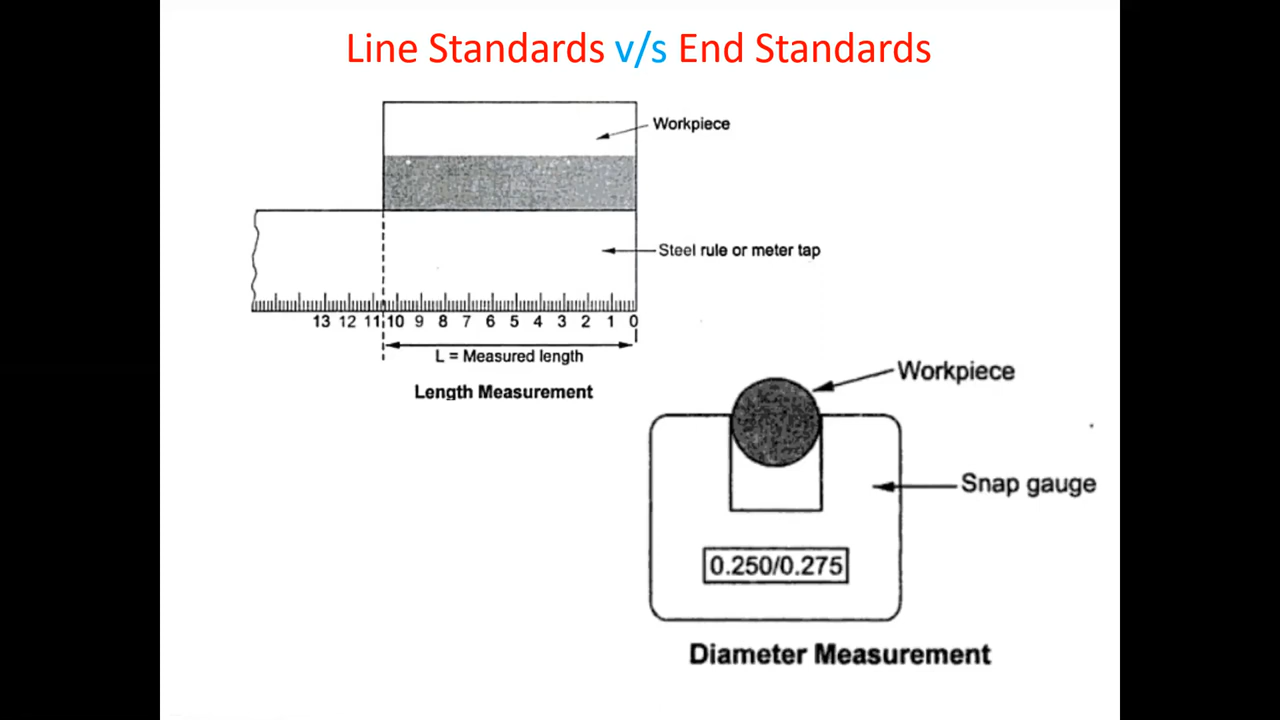 Line Standards v/s End Standards
Workpiece
Steel rule or meter tap
13 12 11 10 9 8 7 6 5 4 3 2 1 0
L = Measured length
Length Measurement
Workpiece
Snap gauge
0.250/0.275
Diameter Measurement